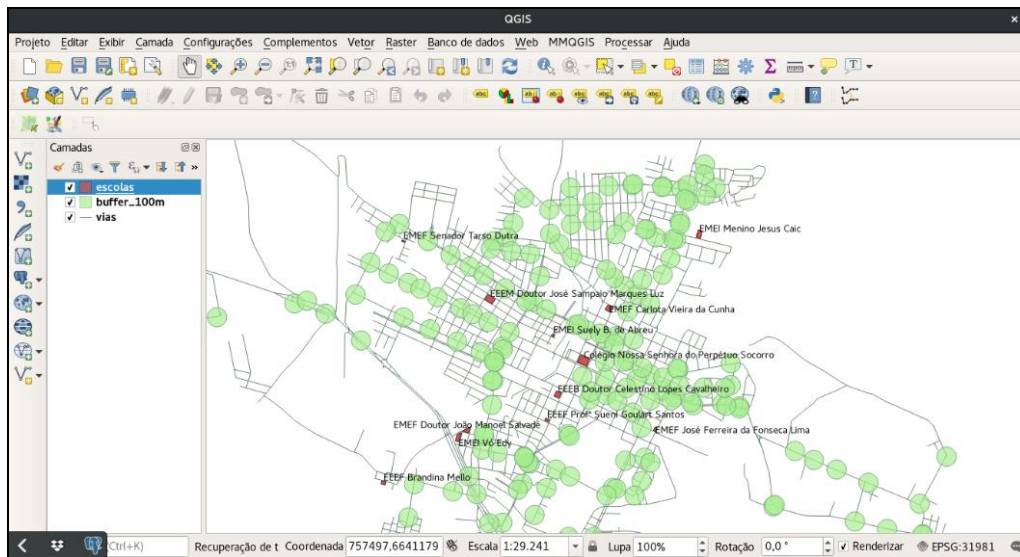 QGIS
Projeto Editar Exibir Camada Configurações Complementos Vetor Raster Banco de dados Web MMQGIS Processar Ajuda
Camadas
escolas
buffer_100m
vias
EMEI Menino Jesus Caic
EMEF Senador Tarso Dutra
EEEM Doutor José Sampaio Marques Luz
EMEF Carlota Vieira da Cunha
EMEI Suely B. de Abreu
Colégio Nossa Senhora do Perpétuo Socorro
EEEB Doutor Celestino Lopes Cavalheiro
EEEF Profª Sueni Goulart Santos
EMEF Doutor João Manoel Salvadé
EMEF José Ferreira da Fonseca Lima
EMEI Vó Edy
EEEF Brandina Mello
(Ctrl+K) Recuperação de t Coordenada 757497,6641179 Escala 1:29.241 Lupa 100% Rotação 0,0 ° Renderizar EPSG:31981